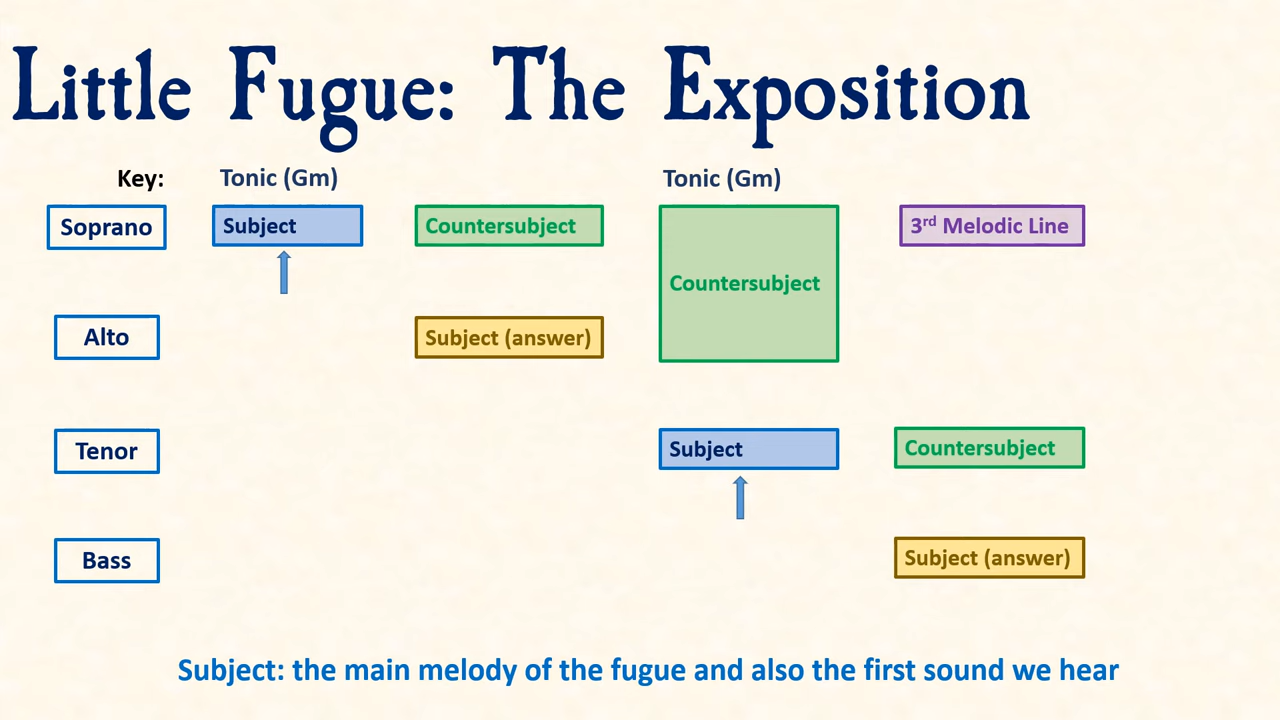 Little Fugue: The Exposition
Key: Tonic (Gm) Tonic (Gm)
Soprano Subject Countersubject 3rd Melodic Line
Countersubject
Alto Subject (answer)
Tenor Subject Countersubject
Bass Subject (answer)
Subject: the main melody of the fugue and also the first sound we hear